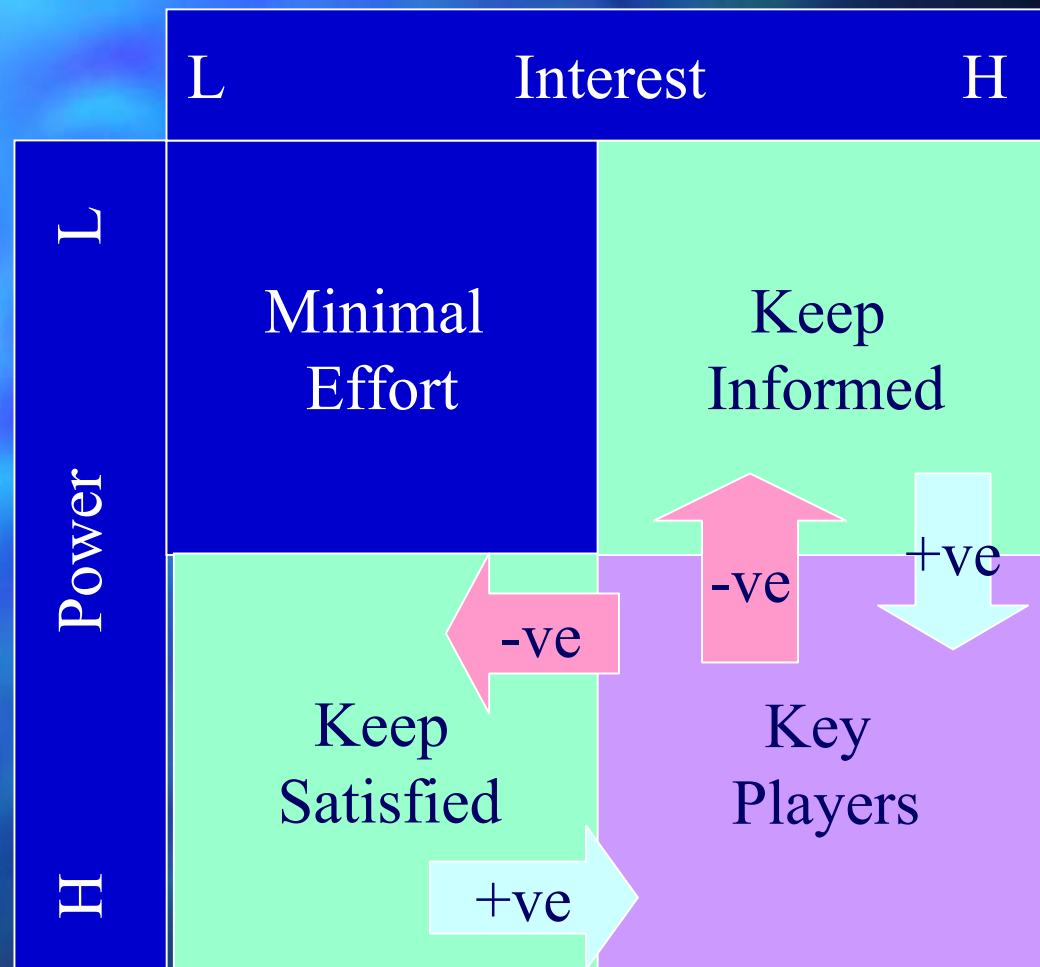 L Interest H
L
Power
H
Minimal
Effort
Keep
Informed
-ve
+ve
-ve
Keep
Satisfied
Key
Players
+ve